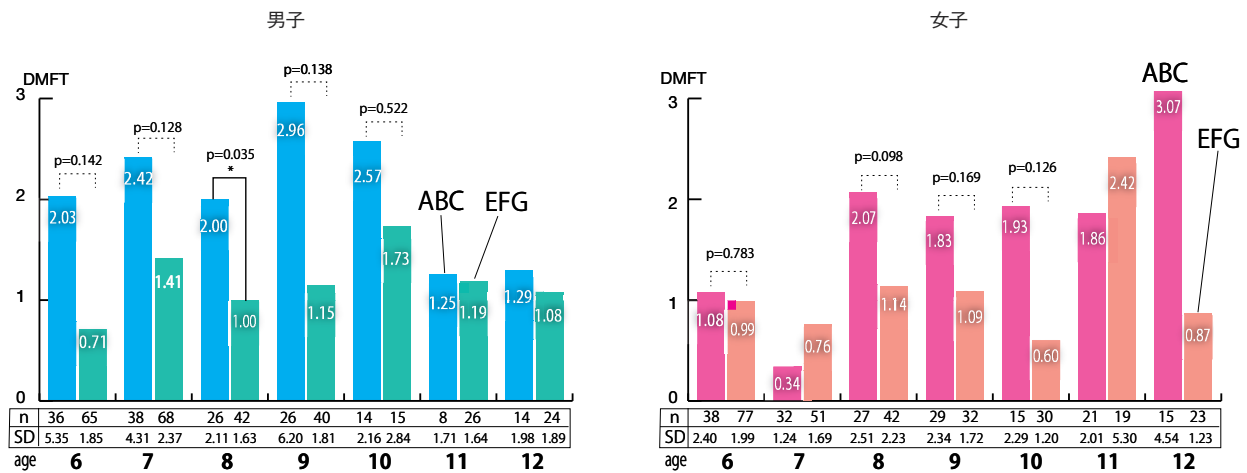 男子
DMFT
3
2
1
0
p=0.142
p=0.128
p=0.035
*
p=0.138
p=0.522
ABC EFG
2.03 0.71 2.42 1.41 2.00 1.00 2.96 1.15 2.57 1.73 1.25 1.19 1.29 1.08
n 36 65 38 68 26 42 26 40 14 15 8 26 14 24
SD 5.35 1.85 4.31 2.37 2.11 1.63 6.20 1.81 2.16 2.84 1.71 1.64 1.98 1.89
age 6 7 8 9 10 11 12
女子
DMFT
3
2
1
0
p=0.783
p=0.098
p=0.169
p=0.126
ABC
EFG
1.08 0.99 0.34 0.76 2.07 1.14 1.83 1.09 1.93 0.60 1.86 2.42 3.07 0.87
n 38 77 32 51 27 42 29 32 15 30 21 19 15 23
SD 2.40 1.99 1.24 1.69 2.51 2.23 2.34 1.72 2.29 1.20 2.01 5.30 4.54 1.23
age 6 7 8 9 10 11 12